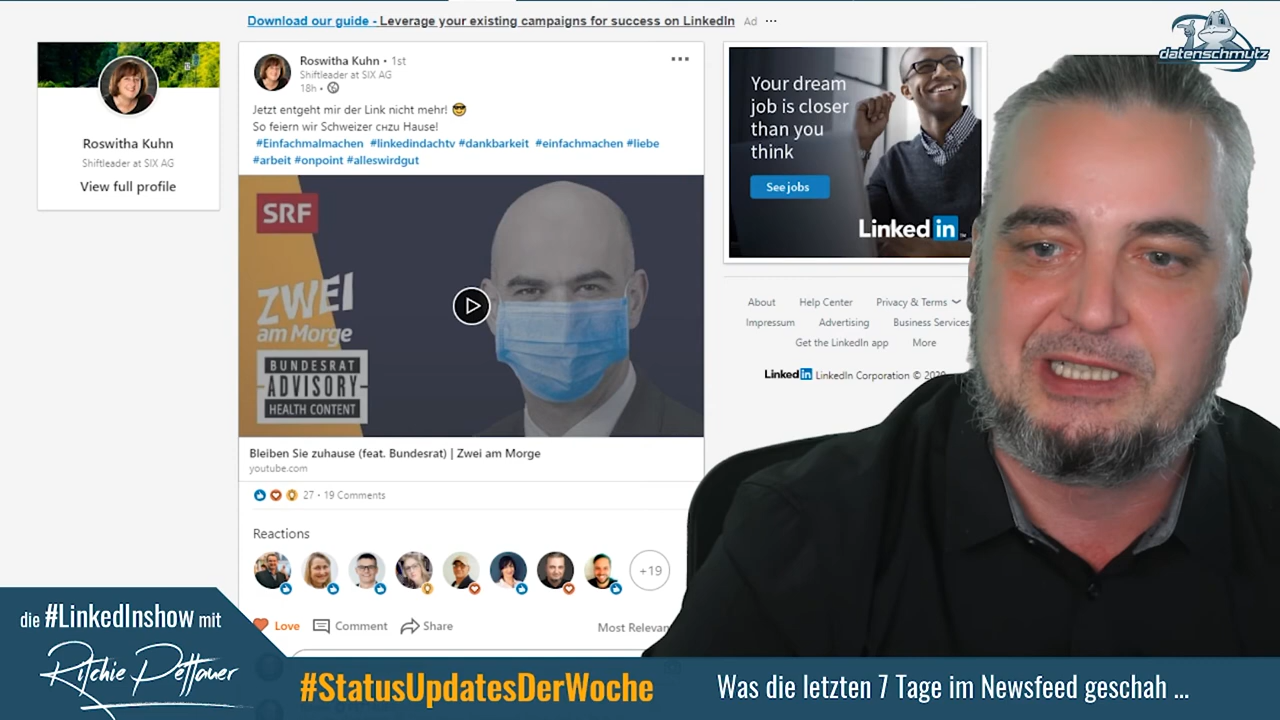 Download our guide - Leverage your existing campaigns for success on LinkedIn Ad ...
datenschmutz
Roswitha Kuhn
Shiftleader at SIX AG
View full profile
Roswitha Kuhn • 1st
Shiftleader at SIX AG
18h •
Jetzt entgeht mir der Link nicht mehr! 😎
So feiern wir Schweizer CHZU Hause!
#Einfachmalmachen #linkedindachtv #dankbarkeit #einfachmachen #liebe
#arbeit #onpoint #alleswirdgut
SRF
ZWEI
am Morge
BUNDESRAT
ADVISORY
HEALTH CONTENT
Bleiben Sie zuhause (feat. Bundesrat) | Zwei am Morge
youtube.com
27 • 19 Comments
Reactions
+19
Love Comment Share Most Relevan
Your dream
job is closer
than you
think
See jobs
Linked in
About Help Center Privacy & Terms
Impressum Advertising Business Services
Get the LinkedIn app More
Linked in LinkedIn Corporation © 2020
die #LinkedInshow mit
Ritchie Pettauer
#StatusUpdatesDerWoche
Was die letzten 7 Tage im Newsfeed geschah ...